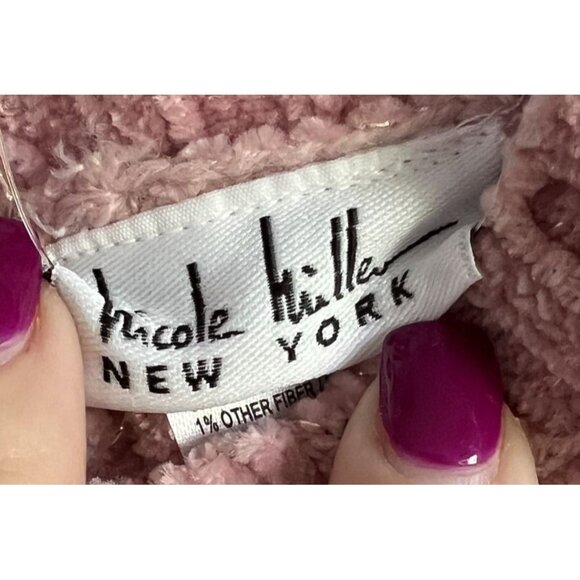 nicole miller
NEW YORK
1% OTHER FIBER